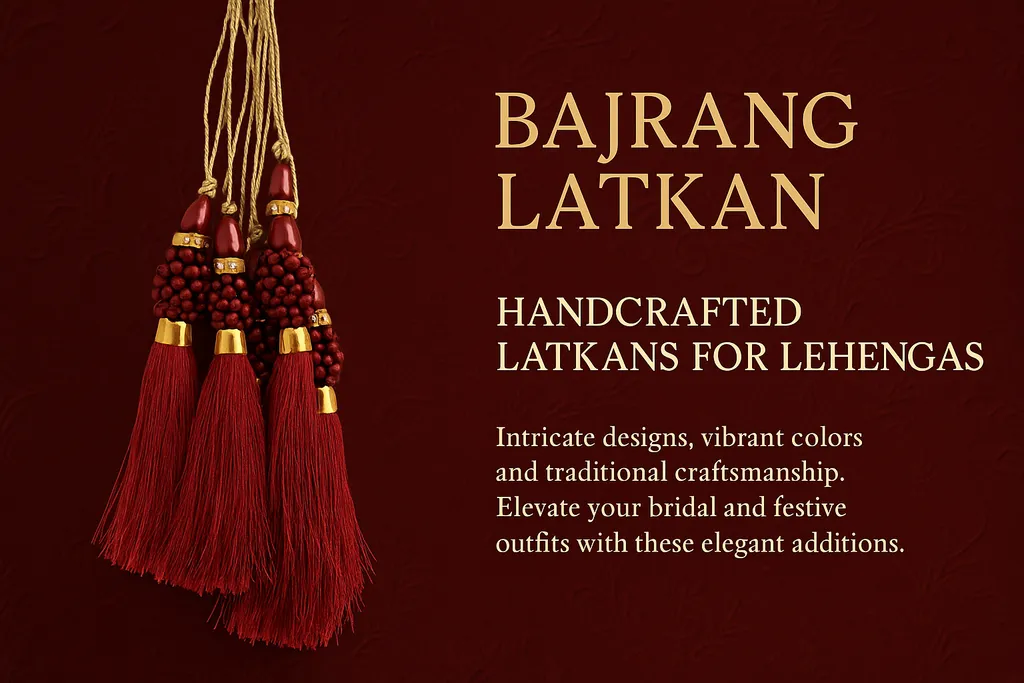 BAJRANG
LATKAN
HANDCRAFTED
LATKANS FOR LEHENGAS
Intricate designs, vibrant colors
and traditional craftsmanship.
Elevate your bridal and festive
outfits with these elegant additions.